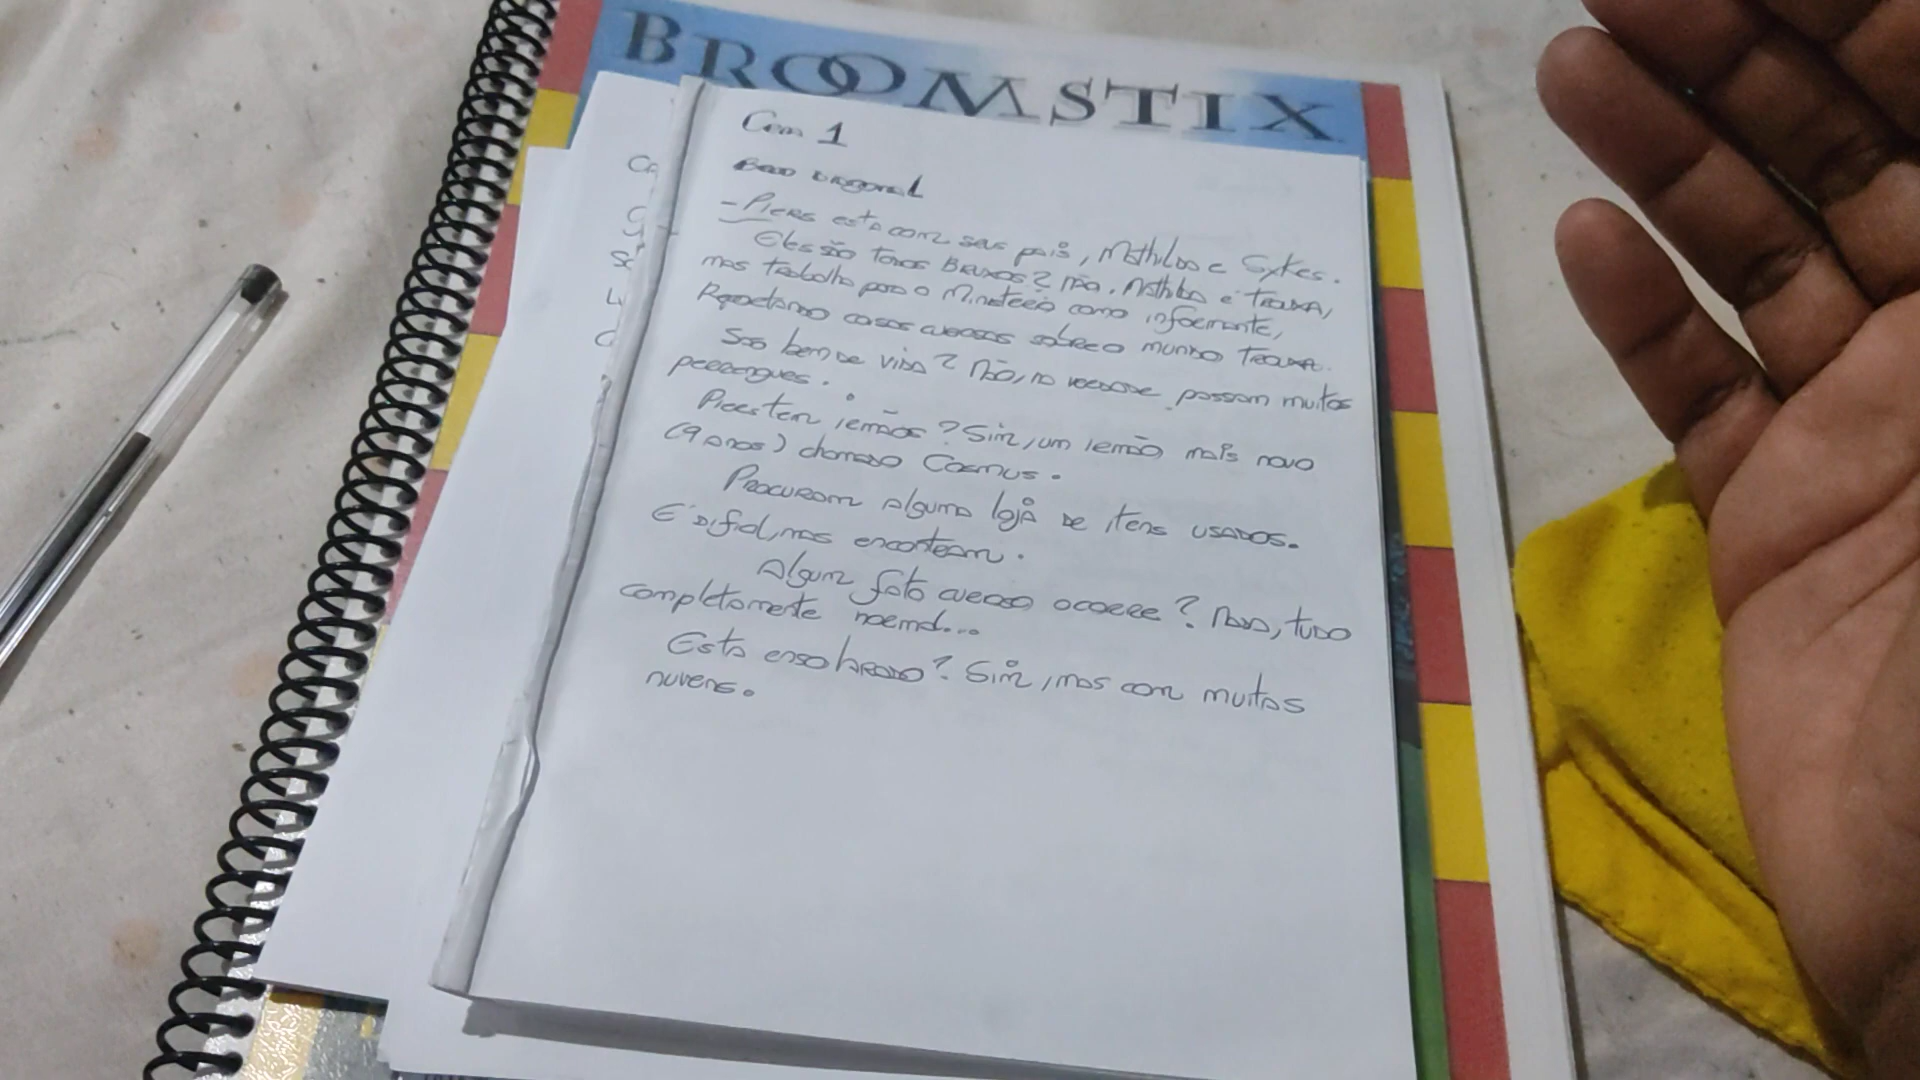 BROOMSTIX
Cena 1
Beco Diagonal
- Piers está com seus pais, Mathilda e Sykes.
Eles são todos Bruxos? Não. Mathilda é trouxa,
mas trabalha para o Ministério como informante,
Reportando casos curiosos sobre o mundo trouxa.
São bem de vida? Não, na verdade passam muitos
perrengues.
Piers tem irmãos? Sim, um irmão mais novo
(9 anos) chamado Cosmus.
Procuram alguma loja de itens usados.
É difícil, mas encontram.
Algum fato curioso ocorre? Não, tudo
completamente normal...
Está ensolarado? Sim, mas com muitas
nuvens.